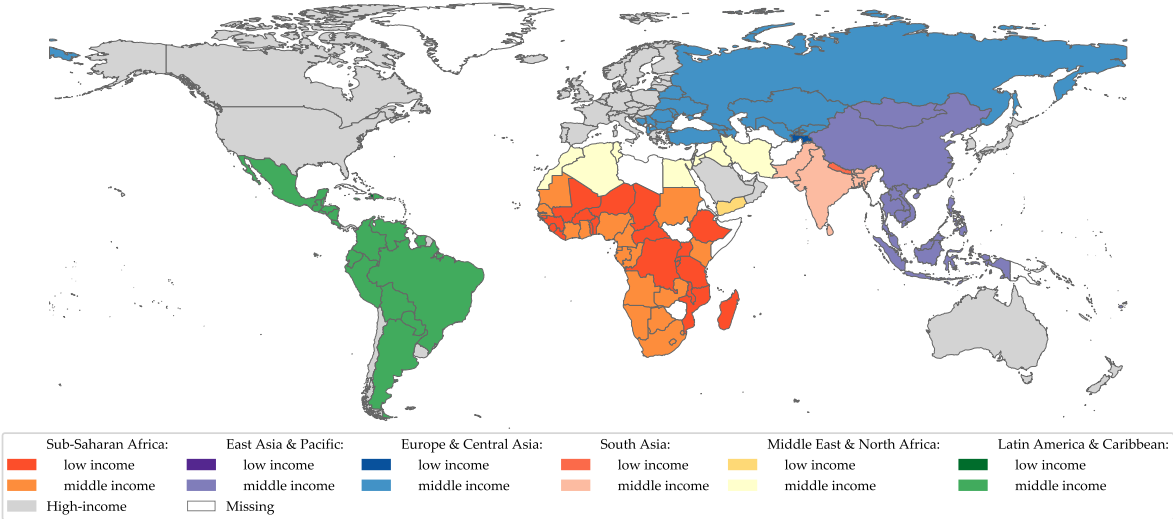 Sub-Saharan Africa: East Asia & Pacific: Europe & Central Asia: South Asia: Middle East & North Africa: Latin America & Caribbean:
low income low income low income low income low income low income
middle income middle income middle income middle income middle income middle income
High-income Missing